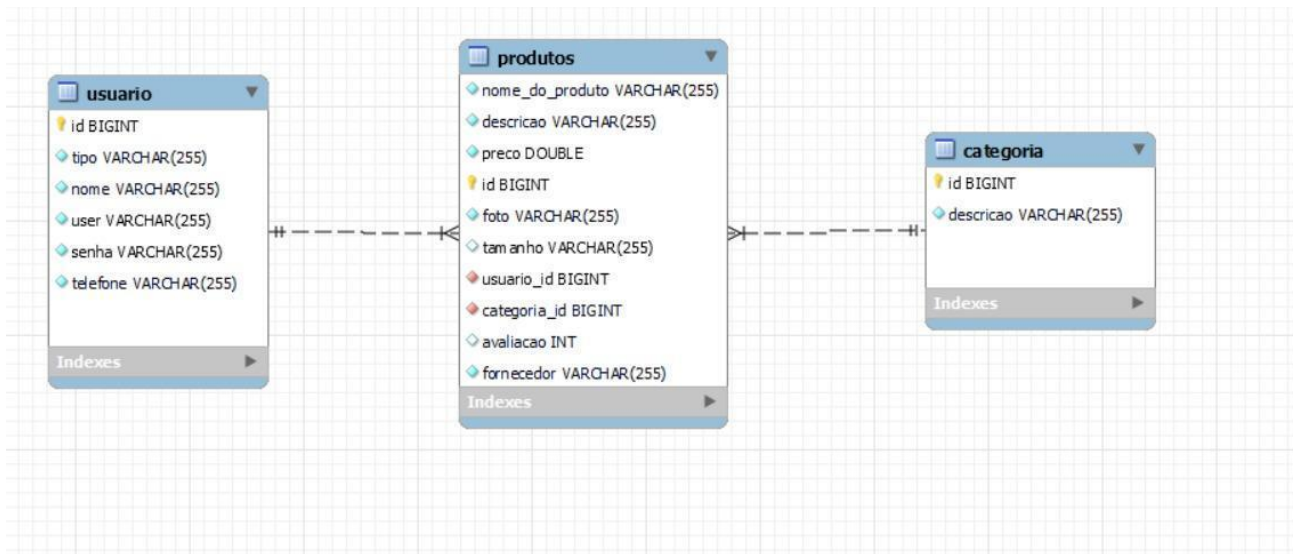 usuario
id BIGINT
tipo VARCHAR(255)
nome VARCHAR(255)
user VARCHAR(255)
senha VARCHAR(255)
telefone VARCHAR(255)
Indexes
produtos
nome_do_produto VARCHAR(255)
descricao VARCHAR(255)
preco DOUBLE
id BIGINT
foto VARCHAR(255)
tamanho VARCHAR(255)
usuario_id BIGINT
categoria_id BIGINT
avaliacao INT
fornecedor VARCHAR(255)
Indexes
categoria
id BIGINT
descricao VARCHAR(255)
Indexes